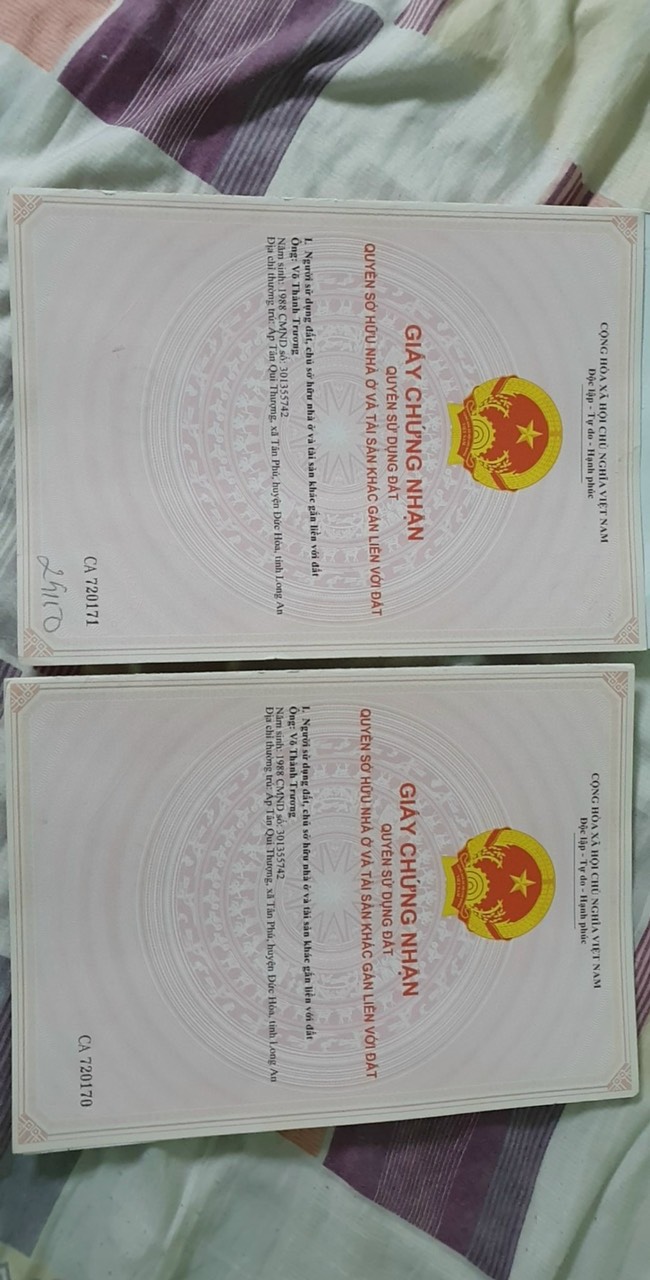 CỘNG HÒA XÃ HỘI CHỦ NGHĨA VIỆT NAM
Độc lập - Tự do - Hạnh phúc
GIẤY CHỨNG NHẬN
QUYỀN SỬ DỤNG ĐẤT
QUYỀN SỞ HỮU NHÀ Ở VÀ TÀI SẢN KHÁC GẮN LIỀN VỚI ĐẤT
I. Người sử dụng đất, chủ sở hữu nhà ở và tài sản khác gắn liền với đất
Ông: Võ Thành Trương
Năm sinh: 1988 CMND số: 301355742
Địa chỉ thường trú: Ấp Tân Qui Thượng, xã Tân Phú, huyện Đức Hòa, tỉnh Long An
CA 720171
CỘNG HÒA XÃ HỘI CHỦ NGHĨA VIỆT NAM
Độc lập - Tự do - Hạnh phúc
GIẤY CHỨNG NHẬN
QUYỀN SỬ DỤNG ĐẤT
QUYỀN SỞ HỮU NHÀ Ở VÀ TÀI SẢN KHÁC GẮN LIỀN VỚI ĐẤT
I. Người sử dụng đất, chủ sở hữu nhà ở và tài sản khác gắn liền với đất
Ông: Võ Thành Trương
Năm sinh: 1988 CMND số: 301355742
Địa chỉ thường trú: Ấp Tân Qui Thượng, xã Tân Phú, huyện Đức Hòa, tỉnh Long An
CA 720170